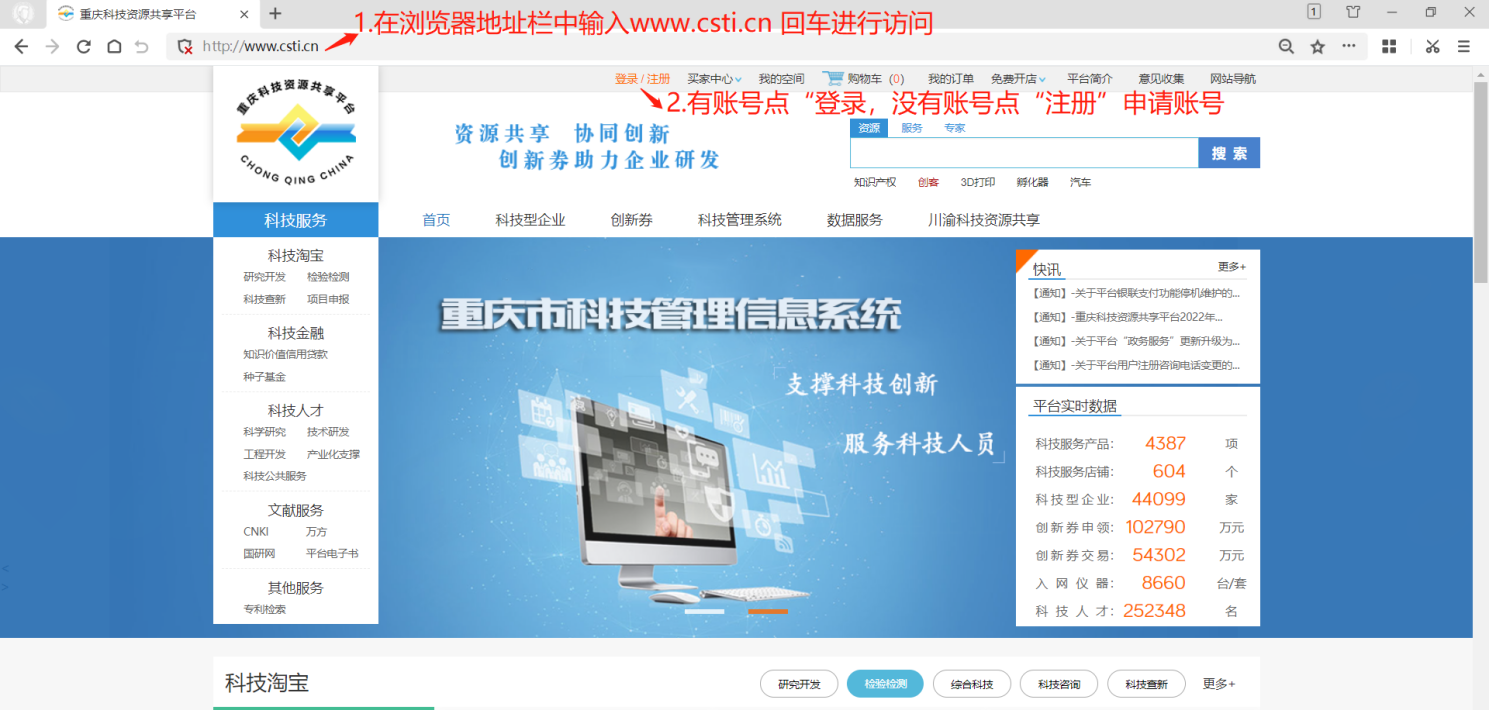 重庆科技资源共享平台
1.在浏览器地址栏中输入www.csti.cn 回车进行访问
http://www.csti.cn
登录 / 注册 买家中心 我的空间 购物车 (0) 我的订单 免费开店 平台简介 意见收集 网站导航
2.有账号点“登录，没有账号点“注册”申请账号
重庆科技资源共享平台
CHONG QING CHINA
资源共享 协同创新
创新券助力企业研发
资源 服务 专家
搜 索
知识产权 创客 3D打印 孵化器 汽车
科技服务 首页 科技型企业 创新券 科技管理系统 数据服务 川渝科技资源共享
科技淘宝
研究开发 检验检测
科技查新 项目申报
科技金融
知识价值信用贷款
种子基金
科技人才
科学研究 技术研发
工程开发 产业化支撑
科技公共服务
文献服务
CNKI 万方
国研网 平台电子书
其他服务
专利检索
重庆市科技管理信息系统
支撑科技创新
服务科技人员
快讯 更多+
【通知】-关于平台银联支付功能停机维护的...
【通知】-重庆科技资源共享平台2022年...
【通知】-关于平台“政务服务”更新升级为...
【通知】-关于平台用户注册咨询电话变更的...
平台实时数据
科技服务产品： 4387 项
科技服务店铺： 604 个
科技型企业： 44099 家
创新券申领： 102790 万元
创新券交易： 54302 万元
入网仪器： 8660 台/套
科技人才： 252348 名
科技淘宝 研究开发 检验检测 综合科技 科技咨询 科技查新 更多+